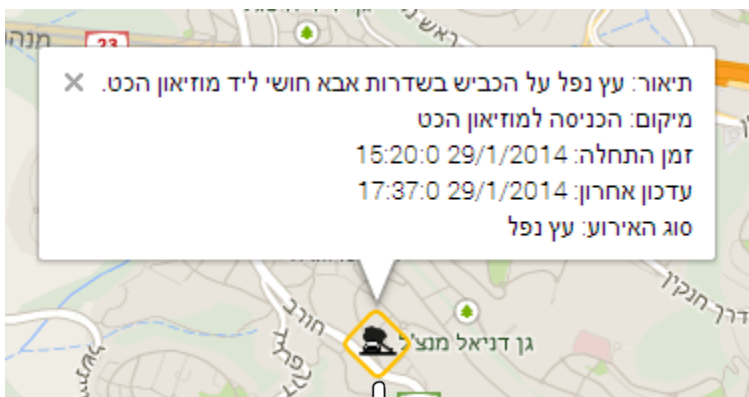 23
תיאור: עץ נפל על הכביש בשדרות אבא חושי ליד מוזיאון הכט.
מיקום: הכניסה למוזיאון הכט
זמן התחלה: 29/1/2014 15:20:0
עדכון אחרון: 29/1/2014 17:37:0
סוג האירוע: עץ נפל
דרך חנקין
חורב
גן דניאל מנצ'ל